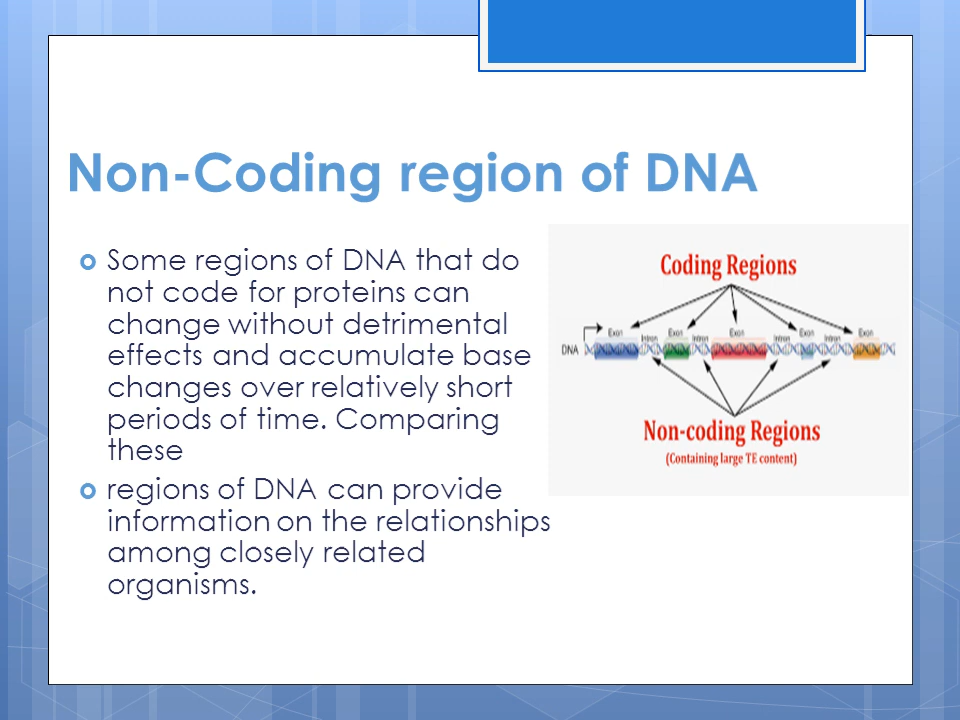 Non-Coding region of DNA
Some regions of DNA that do
not code for proteins can
change without detrimental
effects and accumulate base
changes over relatively short
periods of time. Comparing
these
regions of DNA can provide
information on the relationships
among closely related
organisms.
Coding Regions
Exon Intron Exon Intron Exon Intron Exon Intron Exon
DNA
Non-coding Regions
(Containing large TE content)